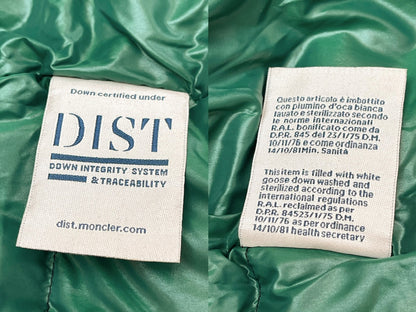 Down certified under
DIST
DOWN INTEGRITY SYSTEM
& TRACEABILITY
dist.moncler.com
Questo articolo è imbottito
con piumino d'oca bianca
lavato e sterilizzato secondo
le norme internazionali
R.A.L. bonificato come da
D.P.R. 845 del 23/1/75 D.M.
10/11/76 e come ordinanza
14/10/81 Min. Sanità
This item is filled with white
goose down washed and
sterilized according to the
international regulations
R.A.L. reclaimed as per
D.P.R. 84523/1/75 D.M.
10/11/76 as per ordinance
14/10/81 health secretary